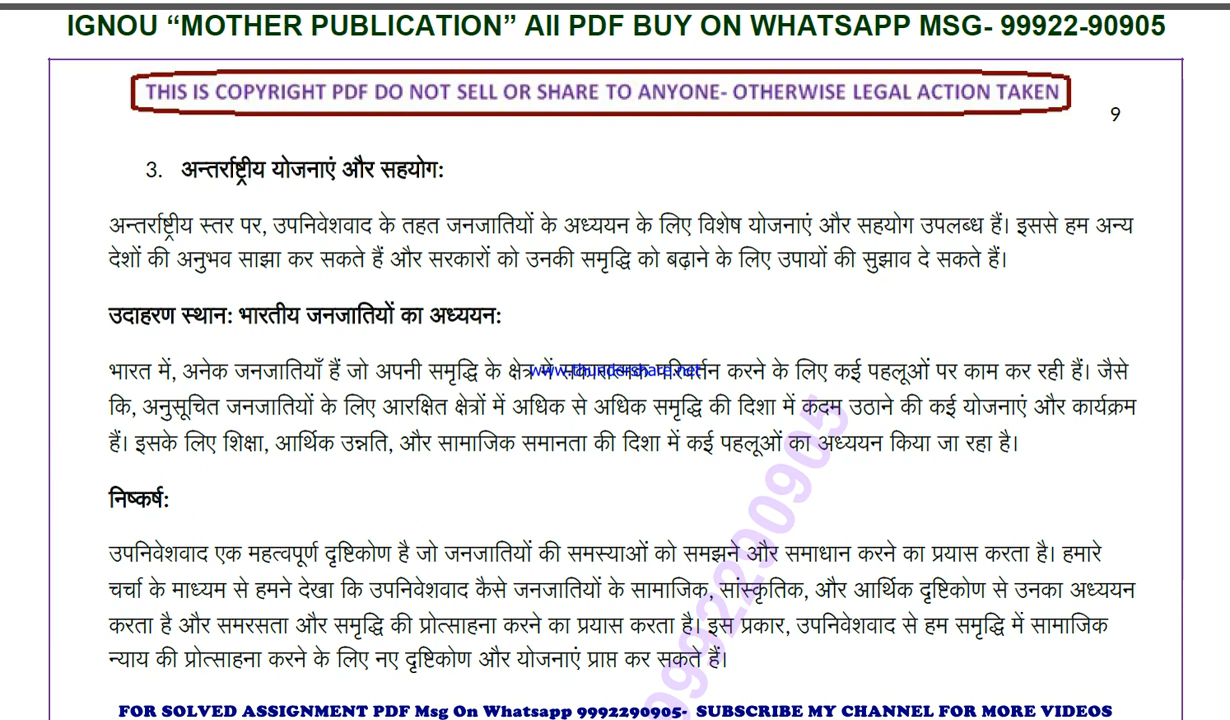 IGNOU “MOTHER PUBLICATION” All PDF BUY ON WHATSAPP MSG- 99922-90905
THIS IS COPYRIGHT PDF DO NOT SELL OR SHARE TO ANYONE- OTHERWISE LEGAL ACTION TAKEN
9
3. अन्तर्राष्ट्रीय योजनाएं और सहयोग:
अन्तर्राष्ट्रीय स्तर पर, उपनिवेशवाद के तहत जनजातियों के अध्ययन के लिए विशेष योजनाएं और सहयोग उपलब्ध हैं। इससे हम अन्य
देशों की अनुभव साझा कर सकते हैं और सरकारों को उनकी समृद्धि को बढ़ाने के लिए उपायों की सुझाव दे सकते हैं।
उदाहरण स्थान: भारतीय जनजातियों का अध्ययन:
भारत में, अनेक जनजातियाँ हैं जो अपनी समृद्धि के क्षेत्र में परिवर्तन करने के लिए कई पहलूओं पर काम कर रही हैं। जैसे
www.thundershare.net
कि, अनुसूचित जनजातियों के लिए आरक्षित क्षेत्रों में अधिक से अधिक समृद्धि की दिशा में कदम उठाने की कई योजनाएं और कार्यक्रम
हैं। इसके लिए शिक्षा, आर्थिक उन्नति, और सामाजिक समानता की दिशा में कई पहलूओं का अध्ययन किया जा रहा है।
निष्कर्ष:
उपनिवेशवाद एक महत्वपूर्ण दृष्टिकोण है जो जनजातियों की समस्याओं को समझने और समाधान करने का प्रयास करता है। हमारे
चर्चा के माध्यम से हमने देखा कि उपनिवेशवाद कैसे जनजातियों के सामाजिक, सांस्कृतिक, और आर्थिक दृष्टिकोण से उनका अध्ययन
करता है और समरसता और समृद्धि की प्रोत्साहना करने का प्रयास करता है। इस प्रकार, उपनिवेशवाद से हम समृद्धि में सामाजिक
न्याय की प्रोत्साहना करने के लिए नए दृष्टिकोण और योजनाएं प्राप्त कर सकते हैं।
9992290905
FOR SOLVED ASSIGNMENT PDF Msg On Whatsapp 9992290905- SUBSCRIBE MY CHANNEL FOR MORE VIDEOS